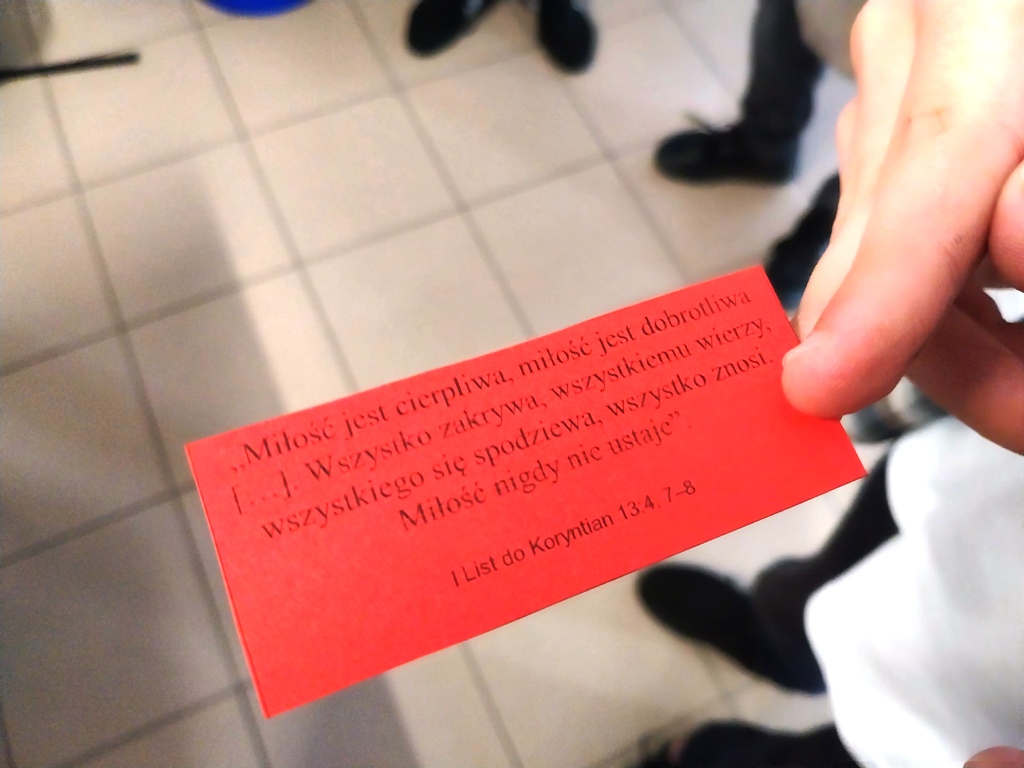 „Miłość jest cierpliwa, miłość jest dobrotliwa
[…]. Wszystko zakrywa, wszystkiemu wierzy,
wszystkiego się spodziewa, wszystko znosi.
Miłość nigdy nie ustaje”
I List do Koryntian 13:4, 7–8